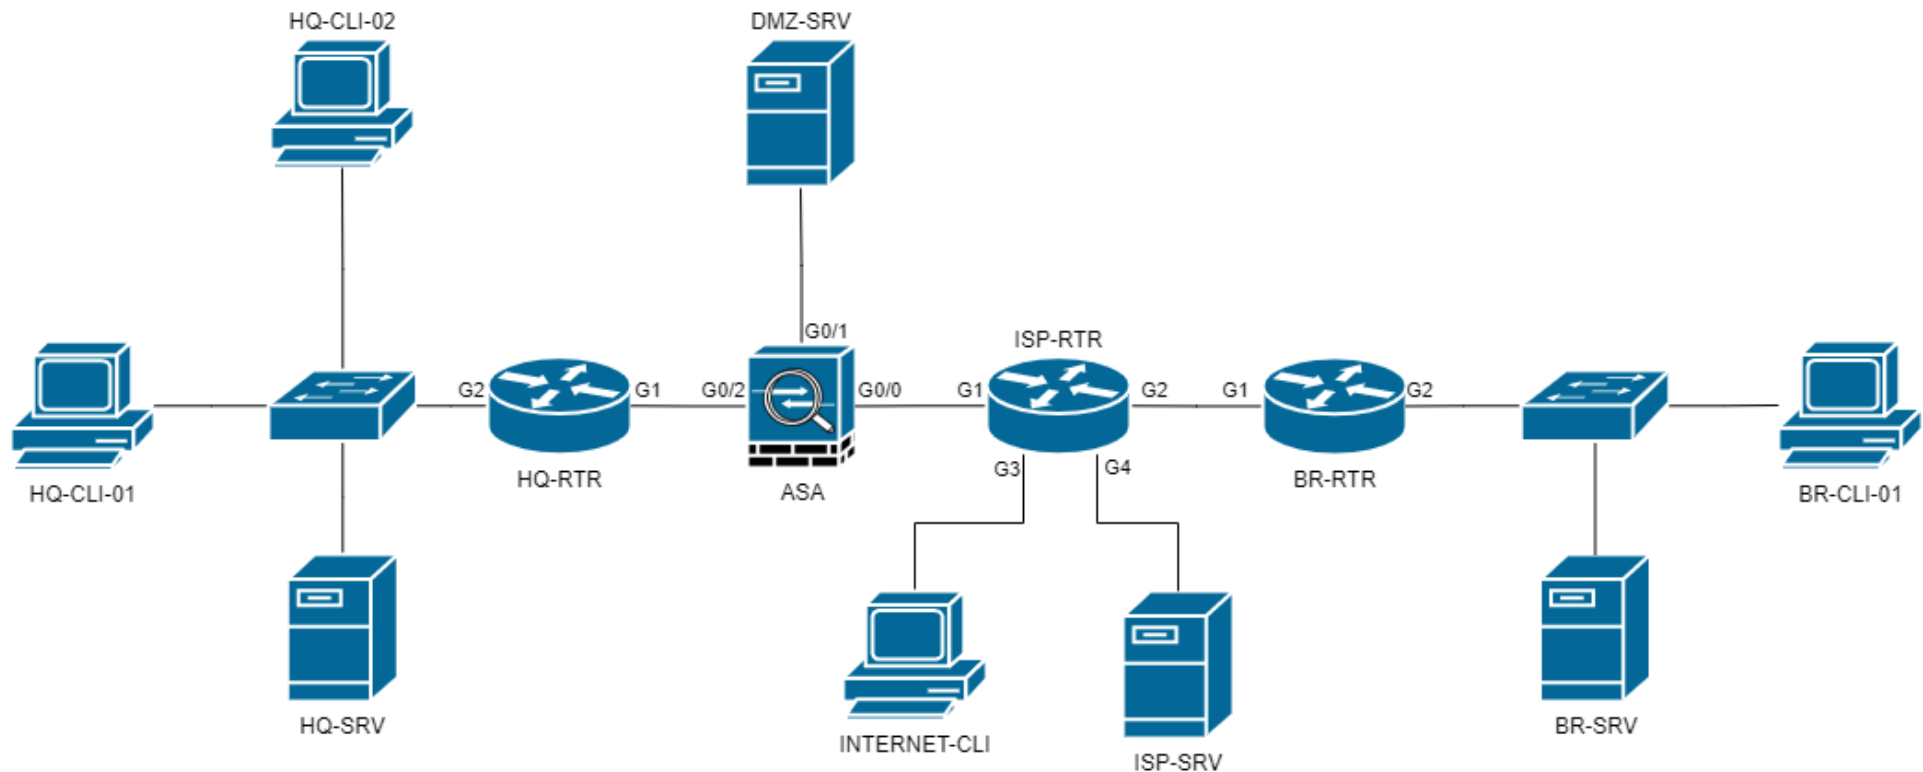 HQ-CLI-02
DMZ-SRV
G0/1
ISP-RTR
G2
G1
G0/2
G0/0
G1
G2
G1
G2
HQ-CLI-01
HQ-RTR
ASA
G3
G4
BR-RTR
BR-CLI-01
HQ-SRV
INTERNET-CLI
ISP-SRV
BR-SRV